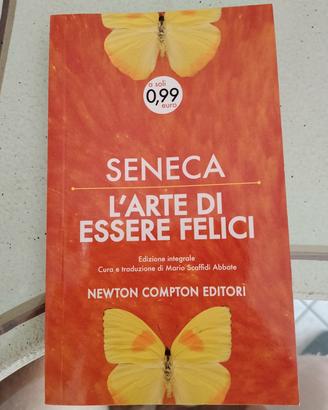 a soli
0,99
euro
SENECA
L'ARTE DI
ESSERE FELICI
Edizione integrale
Cura e traduzione di Mario Scaffidi Abbate
NEWTON COMPTON EDITORI